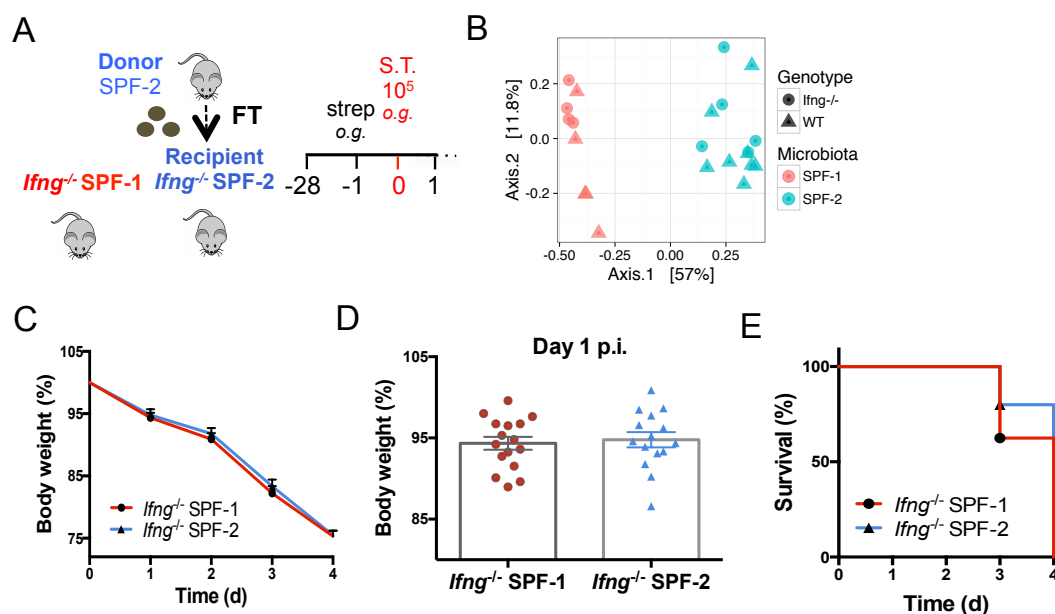 A
Donor
SPF-2
FT
Recipient
Ifng-/- SPF-1
Ifng-/- SPF-2
S.T.
10⁵
o.g.
strep
o.g.
-28
-1
0
1
B
Axis.2 [11.8%]
0.2
0.0
-0.2
-0.50
-0.25
0.00
0.25
Axis.1 [57%]
Genotype
Ifng-/-
WT
Microbiota
SPF-1
SPF-2
C
Body weight (%)
105
95
85
75
Ifng-/- SPF-1
Ifng-/- SPF-2
0 1 2 3 4
Time (d)
D
Day 1 p.i.
Body weight (%)
105
95
85
Ifng-/- SPF-1
Ifng-/- SPF-2
E
Survival (%)
100
50
0
Ifng-/- SPF-1
Ifng-/- SPF-2
0 1 2 3 4
Time (d)